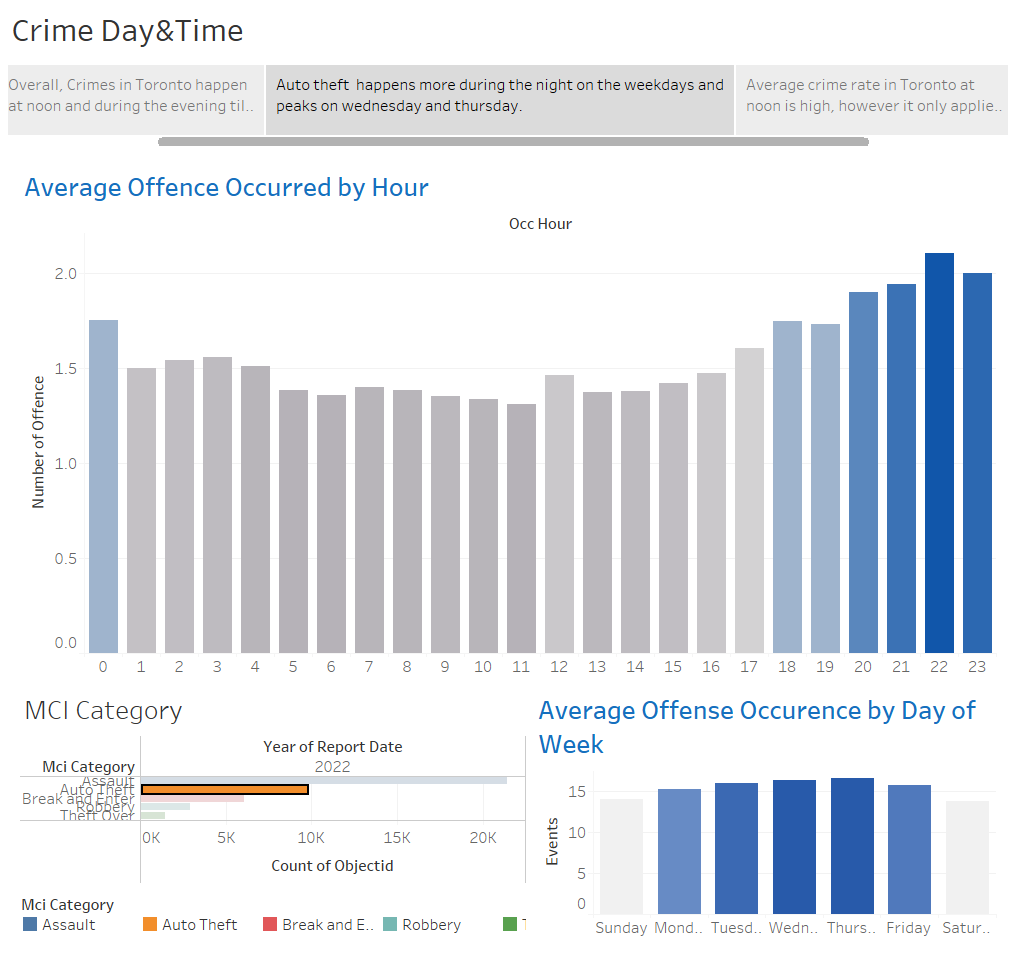 Crime Day&Time
Overall, Crimes in Toronto happen
at noon and during the evening til..
Auto theft  happens more during the night on the weekdays and
peaks on wednesday and thursday.
Average crime rate in Toronto at
noon is high, however it only applie..
Average Offence Occurred by Hour
Occ Hour
Number of Offence
2.0
1.5
1.0
0.5
0.0
0 1 2 3 4 5 6 7 8 9 10 11 12 13 14 15 16 17 18 19 20 21 22 23
MCI Category
Year of Report Date
Mci Category 2022
Assault
Auto Theft
Break and Enter
Robbery
Theft Over
0K 5K 10K 15K 20K
Count of Objectid
Mci Category
Assault Auto Theft Break and E.. Robbery T
Average Offense Occurence by Day of
Week
Events
15
10
5
0
Sunday Mond.. Tuesd.. Wedn.. Thurs.. Friday Satur..